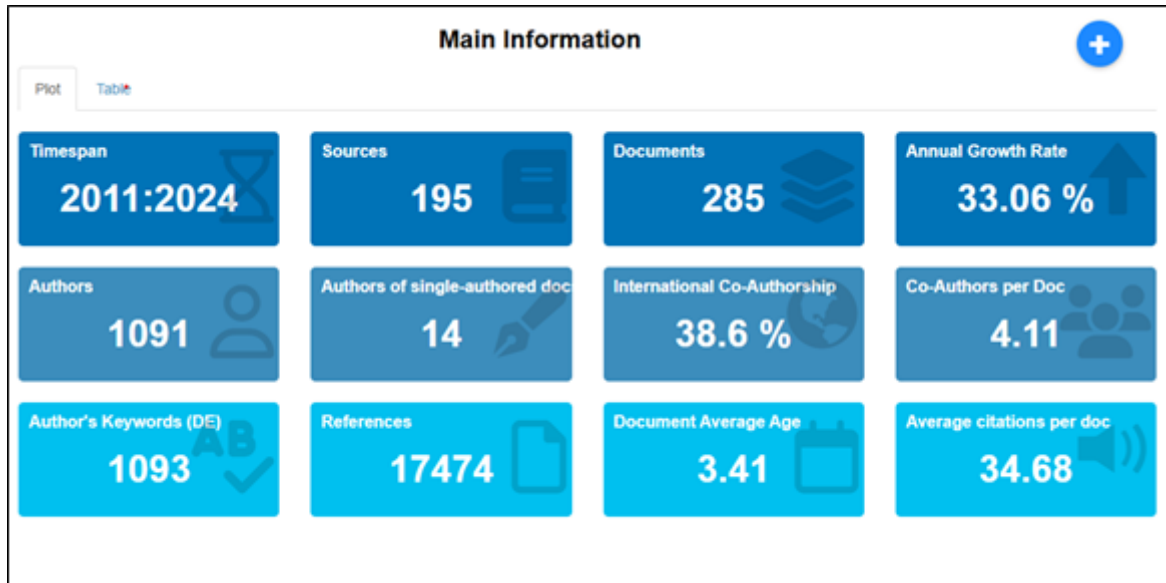 Main Information
Plot Table
Timespan
2011:2024
Sources
195
Documents
285
Annual Growth Rate
33.06 %
Authors
1091
Authors of single-authored doc
14
International Co-Authorship
38.6 %
Co-Authors per Doc
4.11
Author's Keywords (DE)
1093
References
17474
Document Average Age
3.41
Average citations per doc
34.68